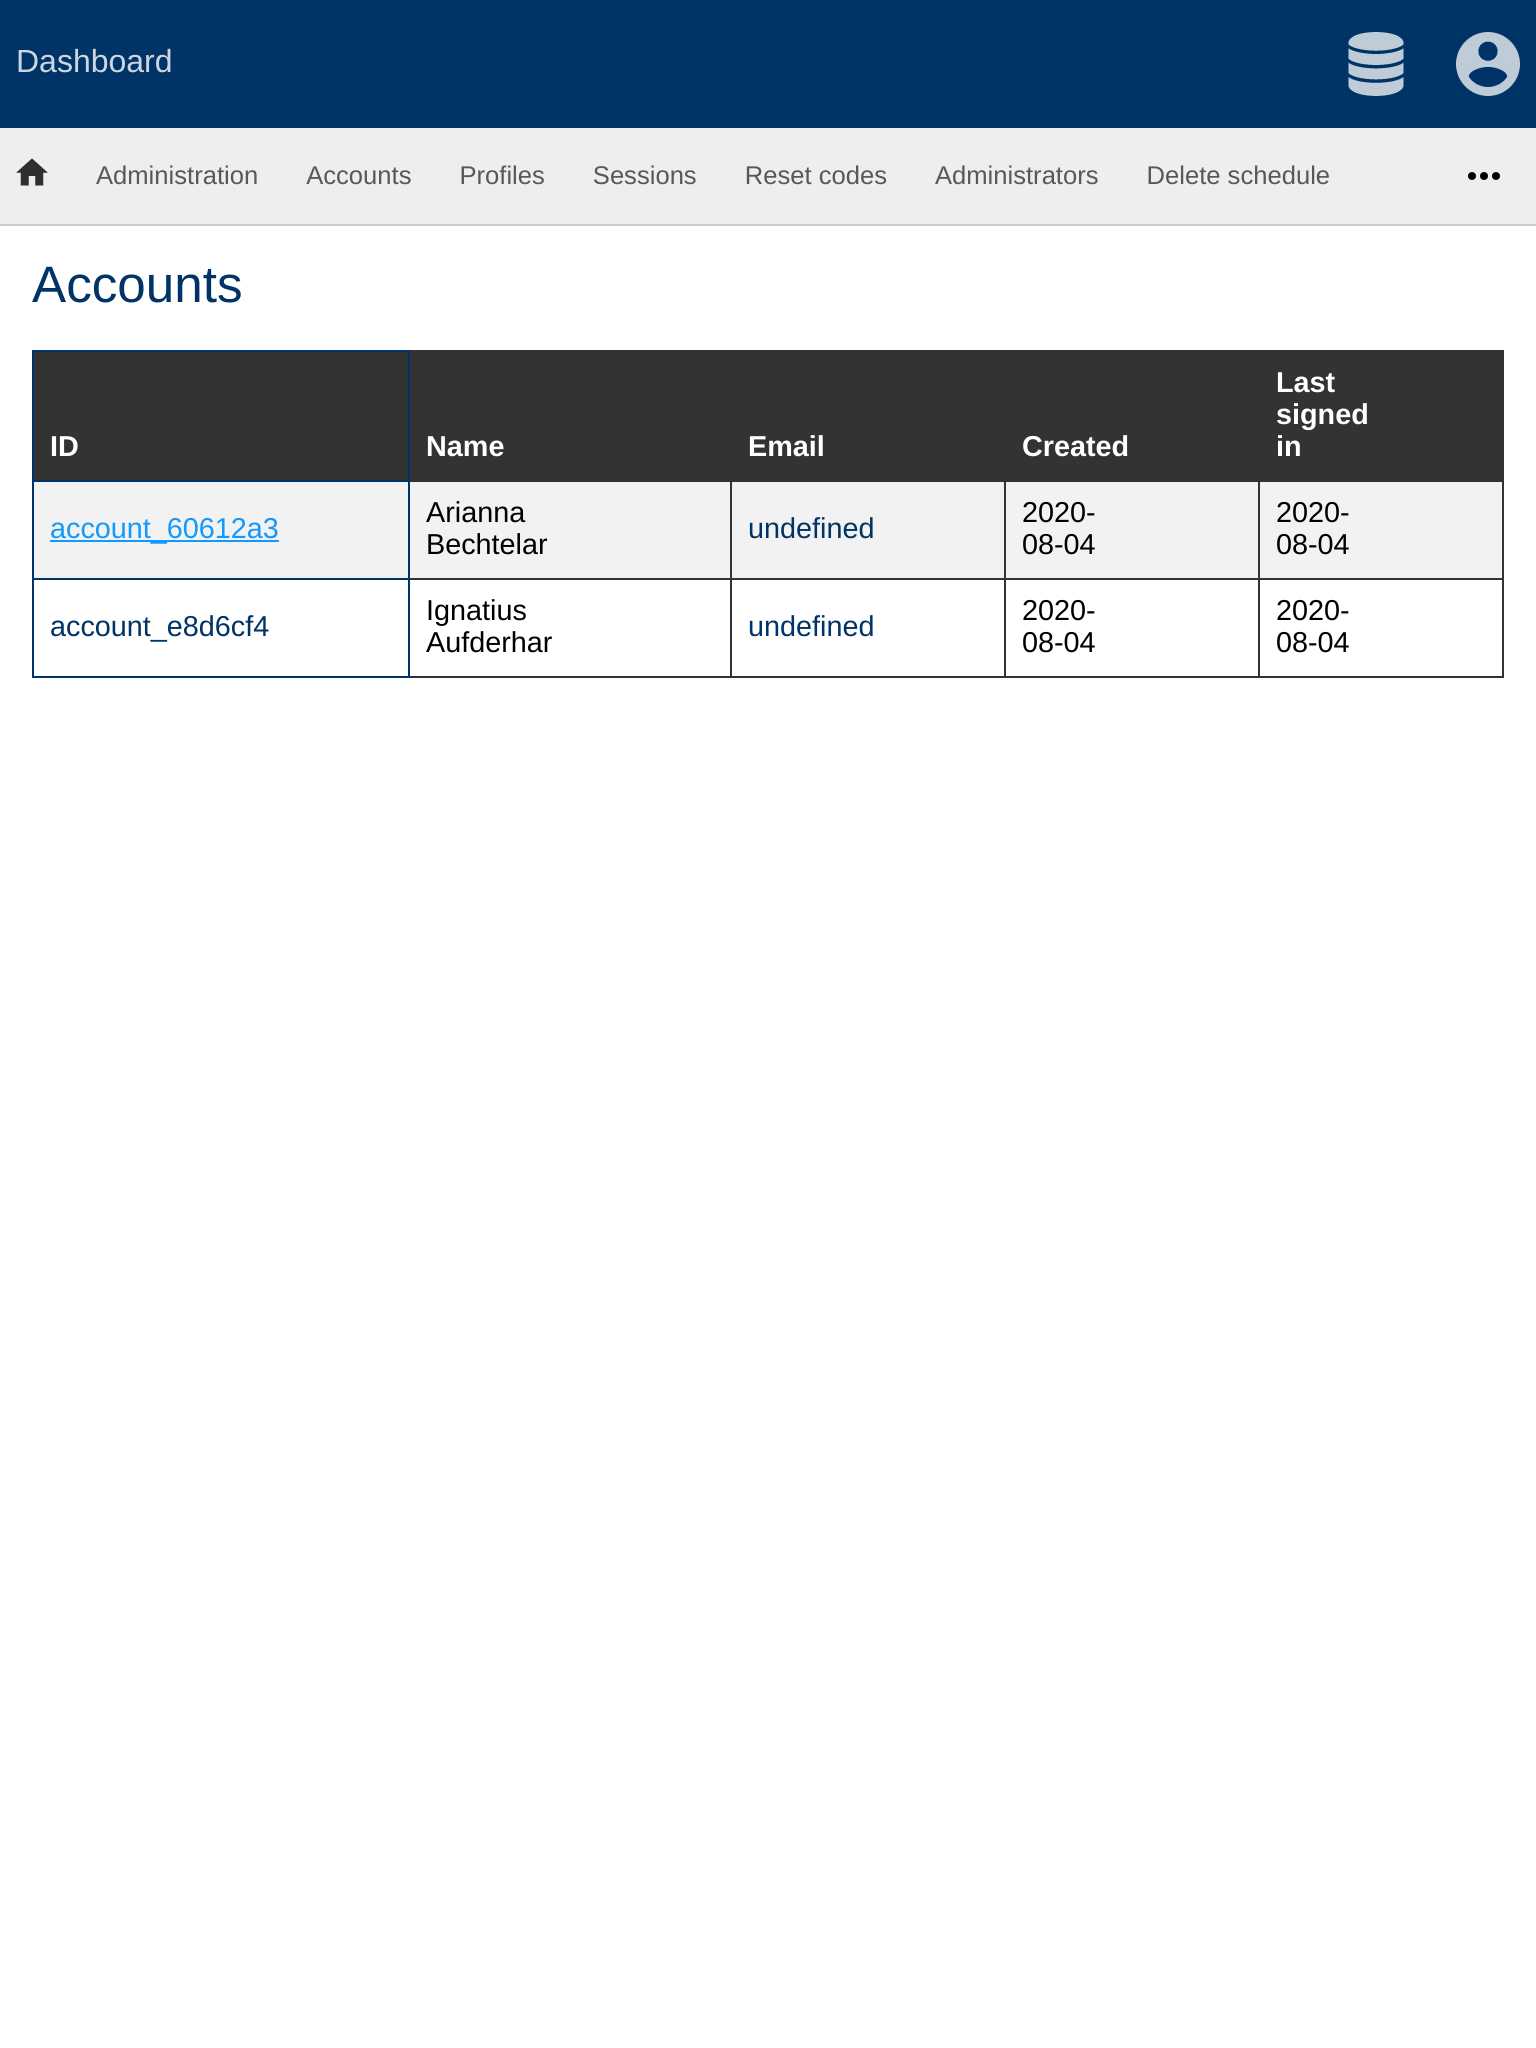 Dashboard
Administration Accounts Profiles Sessions Reset codes Administrators Delete schedule
Accounts
ID Name Email Created Last signed in
account_60612a3 Arianna Bechtelar undefined 2020-08-04 2020-08-04
account_e8d6cf4 Ignatius Aufderhar undefined 2020-08-04 2020-08-04